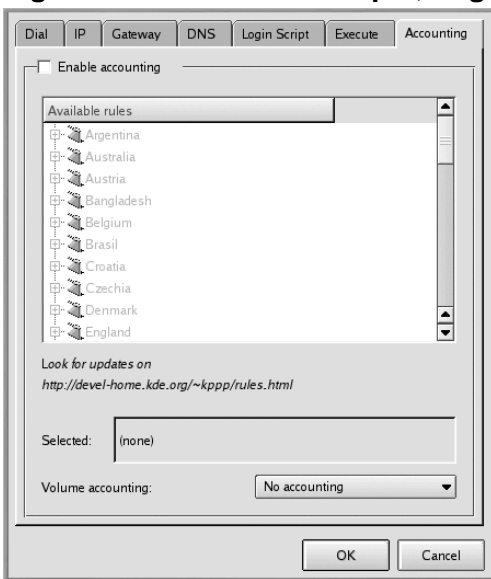 Dial IP Gateway DNS Login Script Execute Accounting
Enable accounting
Available rules
Argentina
Australia
Austria
Bangladesh
Belgium
Brasil
Croatia
Czechia
Denmark
England
Look for updates on
http://devel-home.kde.org/~kppp/rules.html
Selected: (none)
Volume accounting: No accounting
OK Cancel